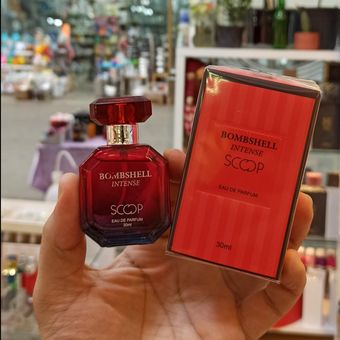 BOMBSHELL
INTENSE
SCOOP
EAU DE PARFUM
30ml
BOMBSHELL
INTENSE
SCOOP
EAU DE PARFUM
30ml